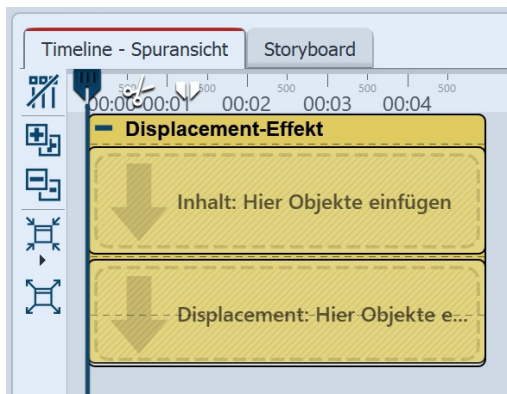 Timeline - Spuransicht
Storyboard
500 500 500 500 500
00:00 00:01 00:02 00:03 00:04
Displacement-Effekt
Inhalt: Hier Objekte einfügen
Displacement: Hier Objekte e...